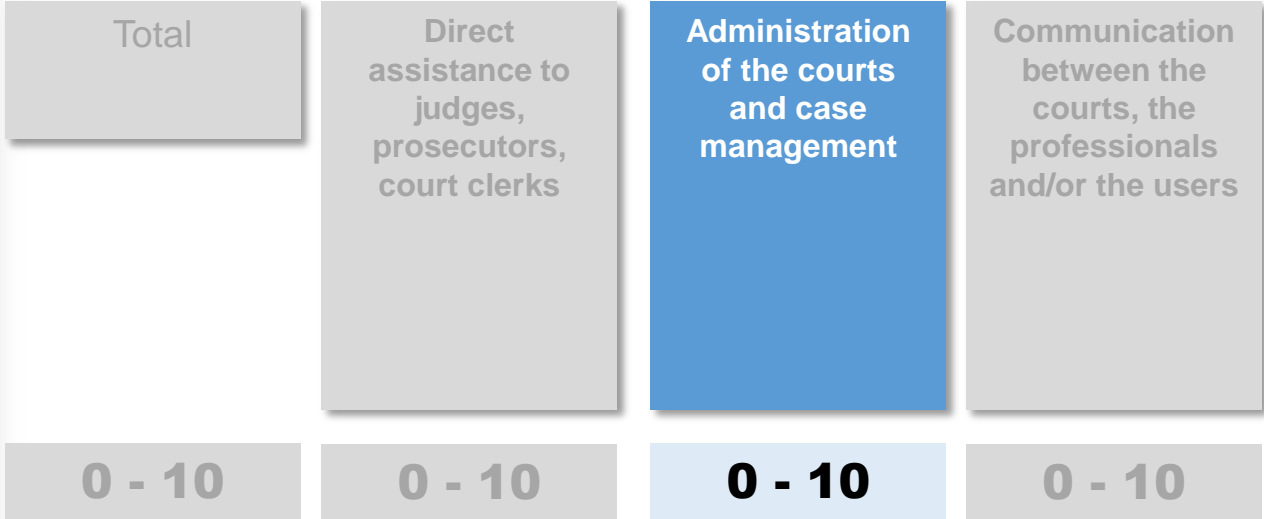 Total
Direct
assistance to
judges,
prosecutors,
court clerks
Administration
of the courts
and case
management
Communication
between the
courts, the
professionals
and/or the users
0 - 10
0 - 10
0 - 10
0 - 10